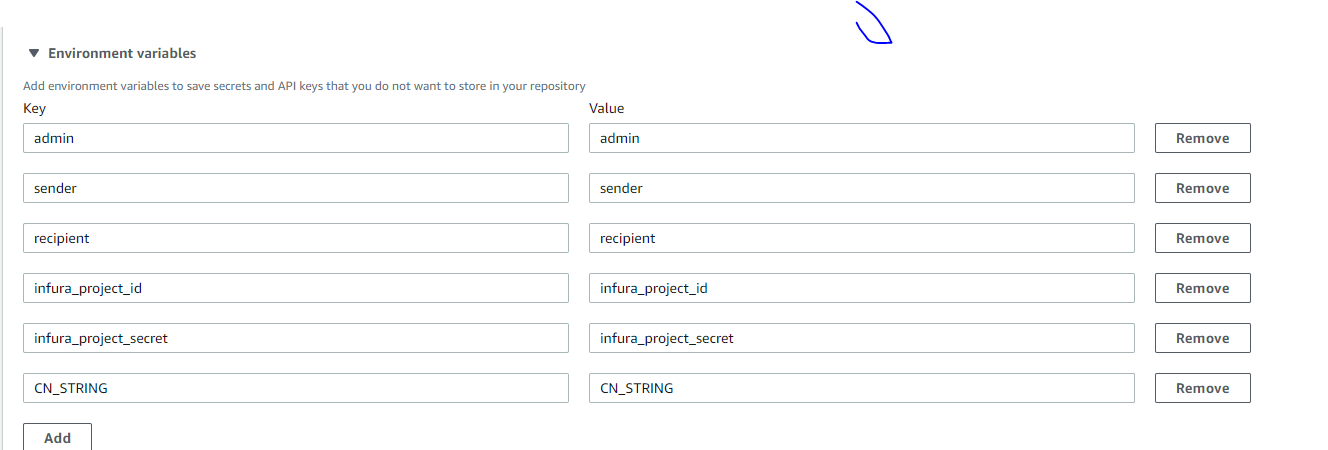 Environment variables
Add environment variables to save secrets and API keys that you do not want to store in your repository
Key Value
admin admin Remove
sender sender Remove
recipient recipient Remove
infura_project_id infura_project_id Remove
infura_project_secret infura_project_secret Remove
CN_STRING CN_STRING Remove
Add